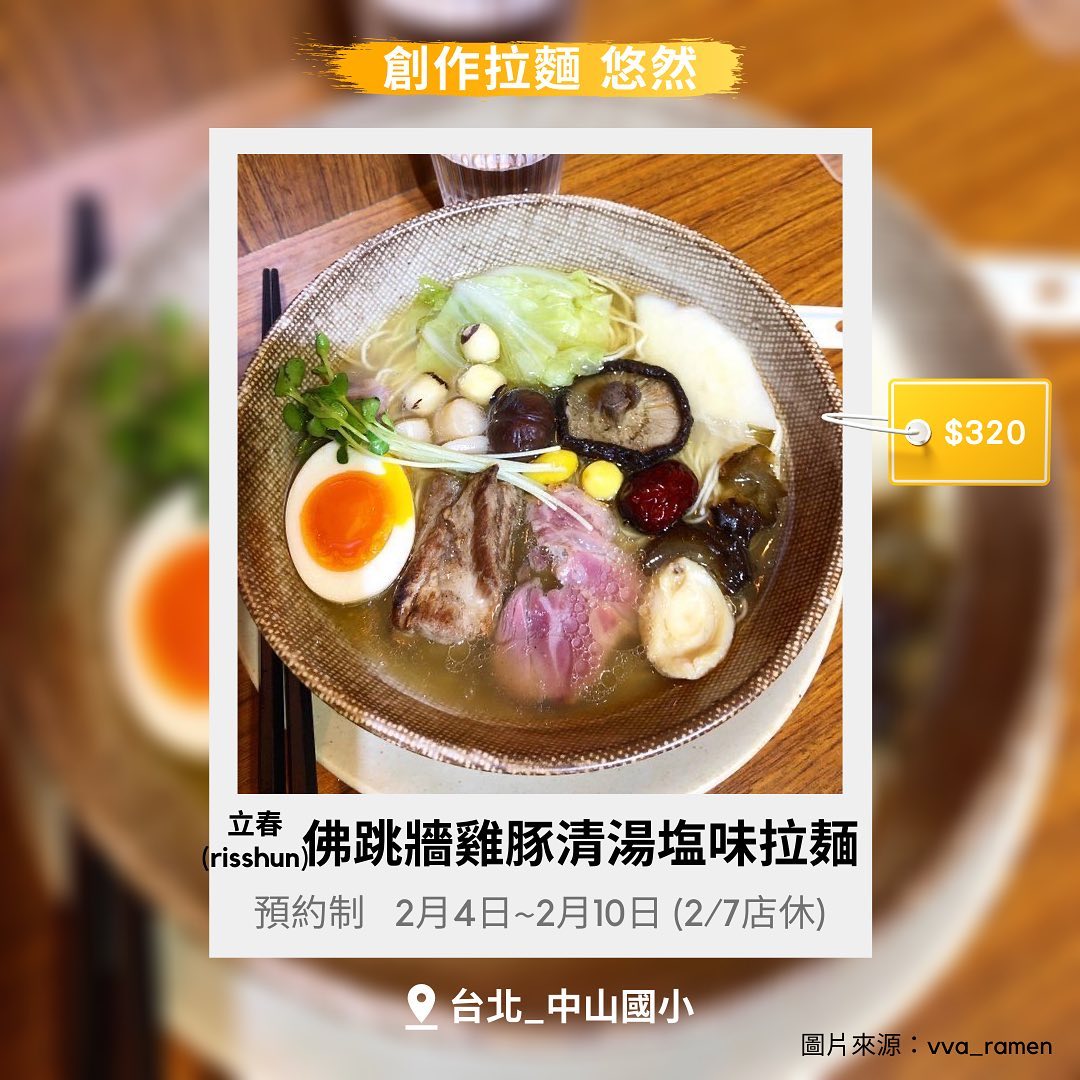 創作拉麵 悠然
$320
立春
(risshun)佛跳牆雞豚清湯塩味拉麺
預約制 2月4日~2月10日 (2/7店休)
台北_中山國小
圖片來源：vva_ramen